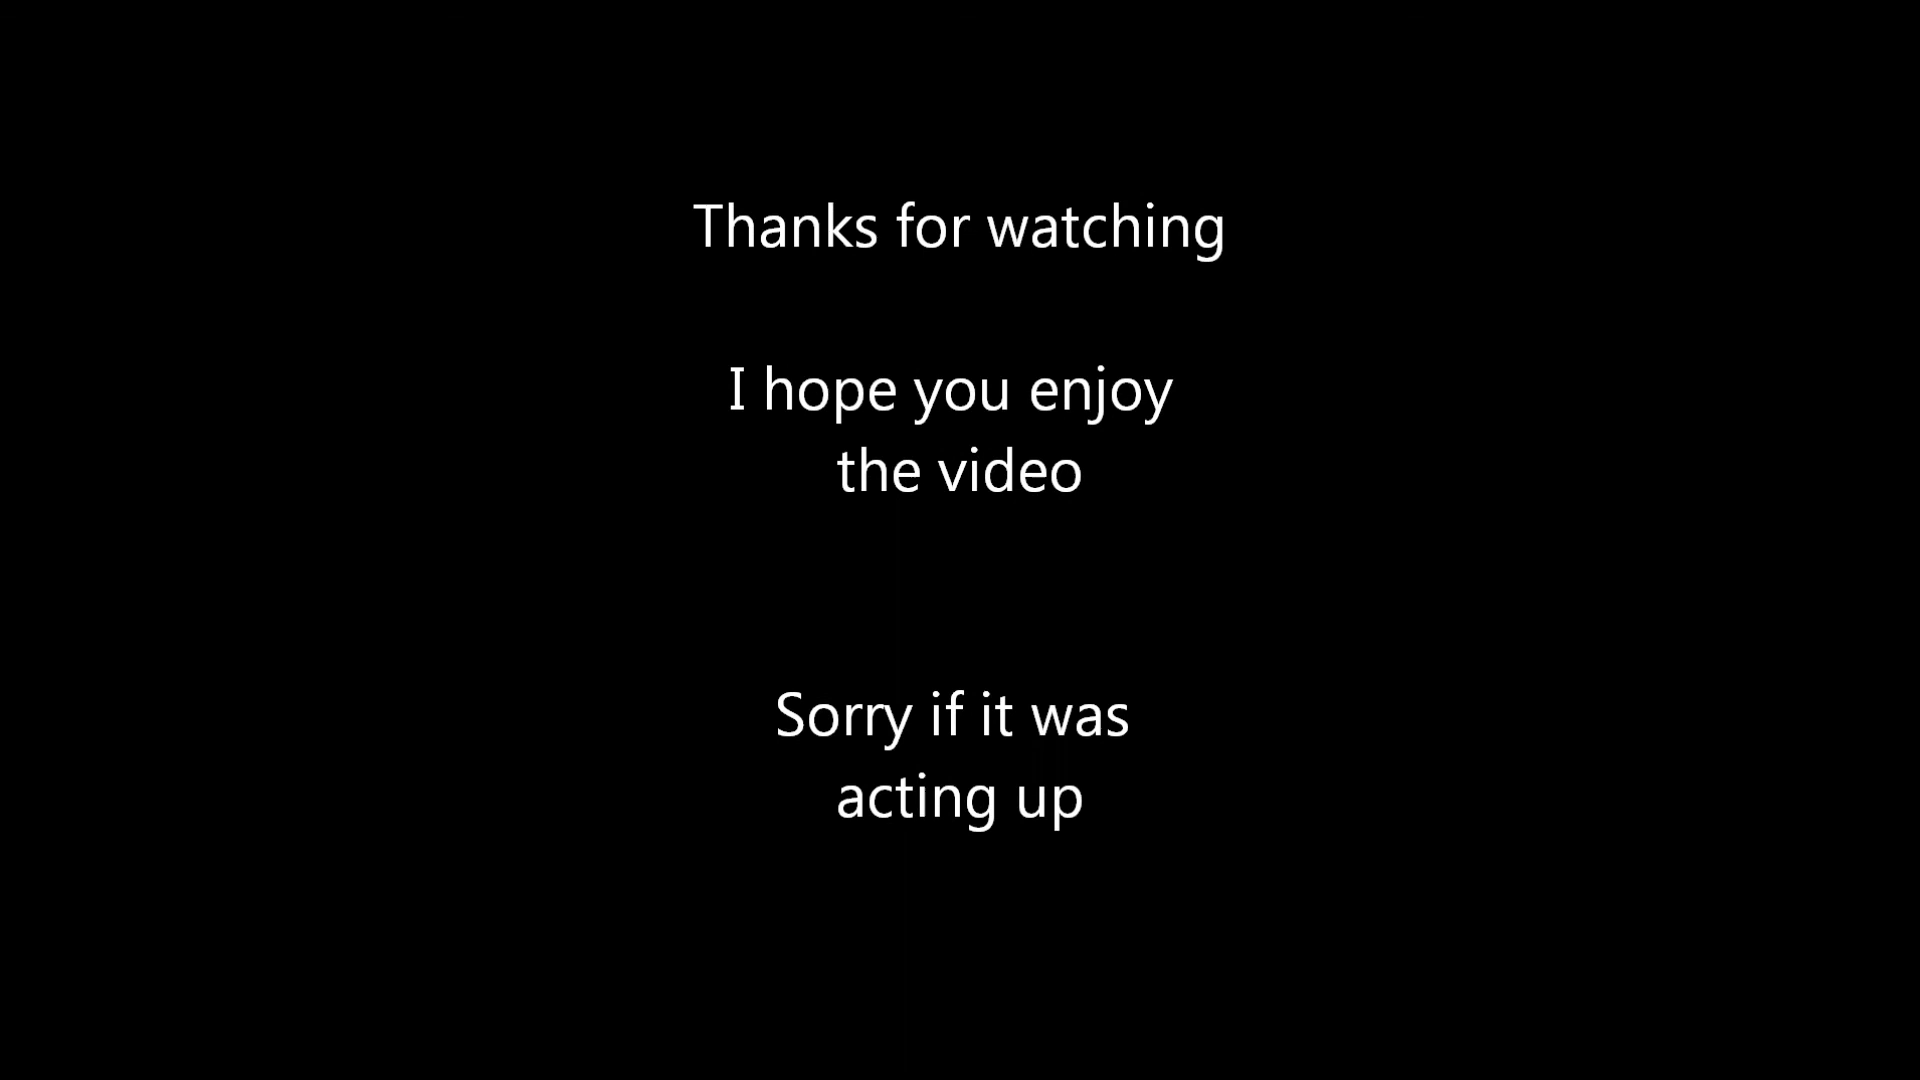 Thanks for watching
I hope you enjoy
the video
Sorry if it was
acting up